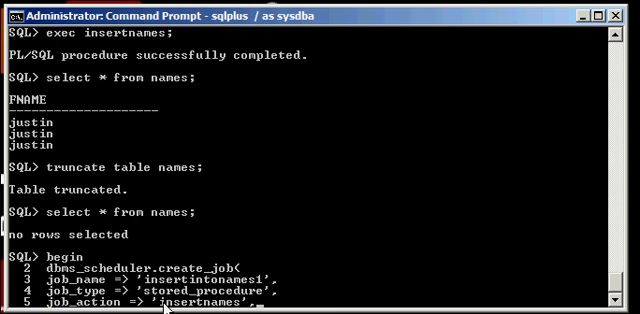 Administrator: Command Prompt - sqlplus  / as sysdba
SQL> exec insertnames;
PL/SQL procedure successfully completed.
SQL> select * from names;
FNAME
--------------------
justin
justin
justin
SQL> truncate table names;
Table truncated.
SQL> select * from names;
no rows selected
SQL> begin
2  dbms_scheduler.create_job(
3  job_name => 'insertintonames1',
4  job_type => 'stored_procedure',
5  job_action => 'insertnames',_